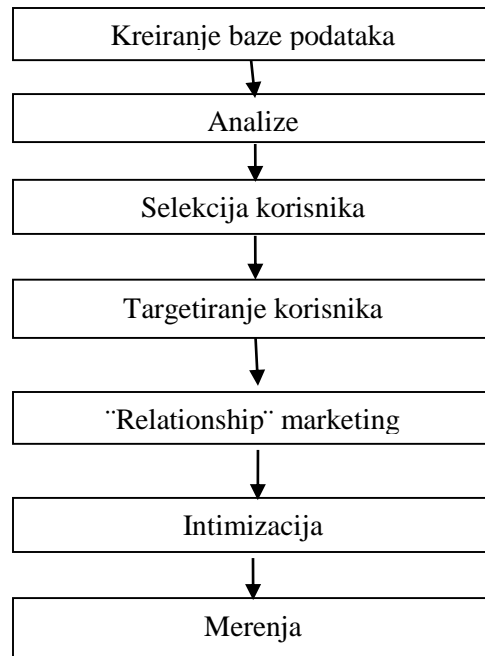 Kreiranje baze podataka
Analize
Selekcija korisnika
Targetiranje korisnika
¨Relationship¨ marketing
Intimizacija
Merenja